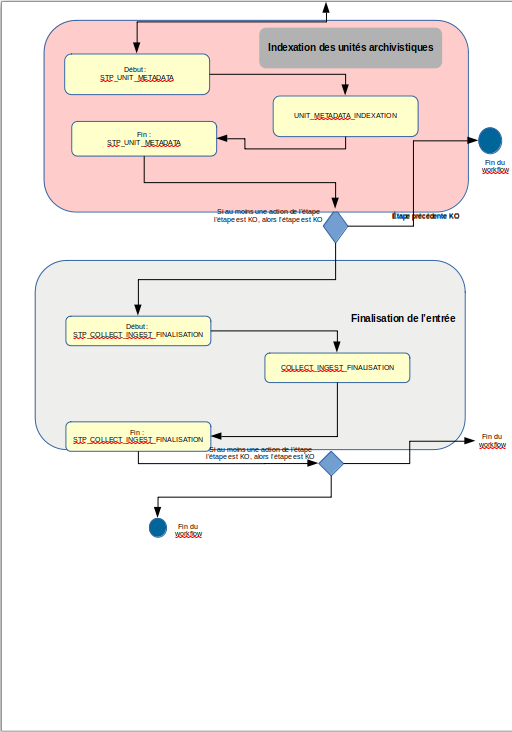 Indexation des unités archivistiques
Début :
STP_UNIT_METADATA
UNIT_METADATA_INDEXATION
Fin :
STP_UNIT_METADATA
Fin du
workflow
Si au moins une action de l'étape
l'étape est KO, alors l'étape est KO
Étape précédente KO
Finalisation de l'entrée
Début :
STP_COLLECT_INGEST_FINALISATION
COLLECT_INGEST_FINALISATION
Fin :
STP_COLLECT_INGEST_FINALISATION
Fin du
workflow
Si au moins une action de l'étape
l'étape est KO, alors l'étape est KO
Fin du
workflow